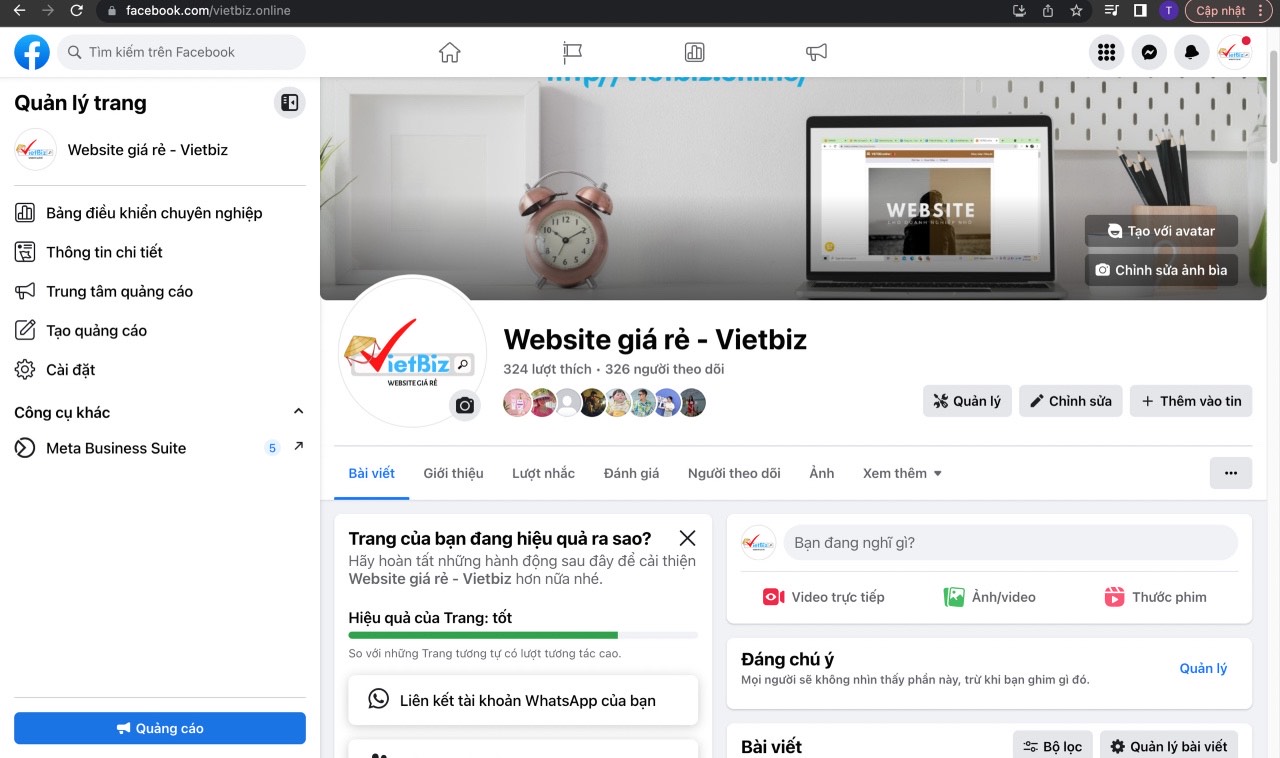 facebook.com/vietbiz.online
T
Cập nhật
Tìm kiếm trên Facebook
Quản lý trang
Website giá rẻ - Vietbiz
Bảng điều khiển chuyên nghiệp
Thông tin chi tiết
Trung tâm quảng cáo
Tạo quảng cáo
Cài đặt
Công cụ khác
Meta Business Suite
5
Quảng cáo
WEBSITE
CHO DOANH NGHIỆP NHỎ
Tạo với avatar
Chỉnh sửa ảnh bìa
VietBiz
WEBSITE GIÁ RẺ
Website giá rẻ - Vietbiz
324 lượt thích • 326 người theo dõi
Quản lý
Chỉnh sửa
Thêm vào tin
Bài viết
Giới thiệu
Lượt nhắc
Đánh giá
Người theo dõi
Ảnh
Xem thêm
Trang của bạn đang hiệu quả ra sao?
Hãy hoàn tất những hành động sau đây để cải thiện
Website giá rẻ - Vietbiz hơn nữa nhé.
Hiệu quả của Trang: tốt
So với những Trang tương tự có lượt tương tác cao.
Liên kết tài khoản WhatsApp của bạn
Bạn đang nghĩ gì?
Video trực tiếp
Ảnh/video
Thước phim
Đáng chú ý
Mọi người sẽ không nhìn thấy phần này, trừ khi bạn ghim gì đó.
Quản lý
Bài viết
Bộ lọc
Quản lý bài viết